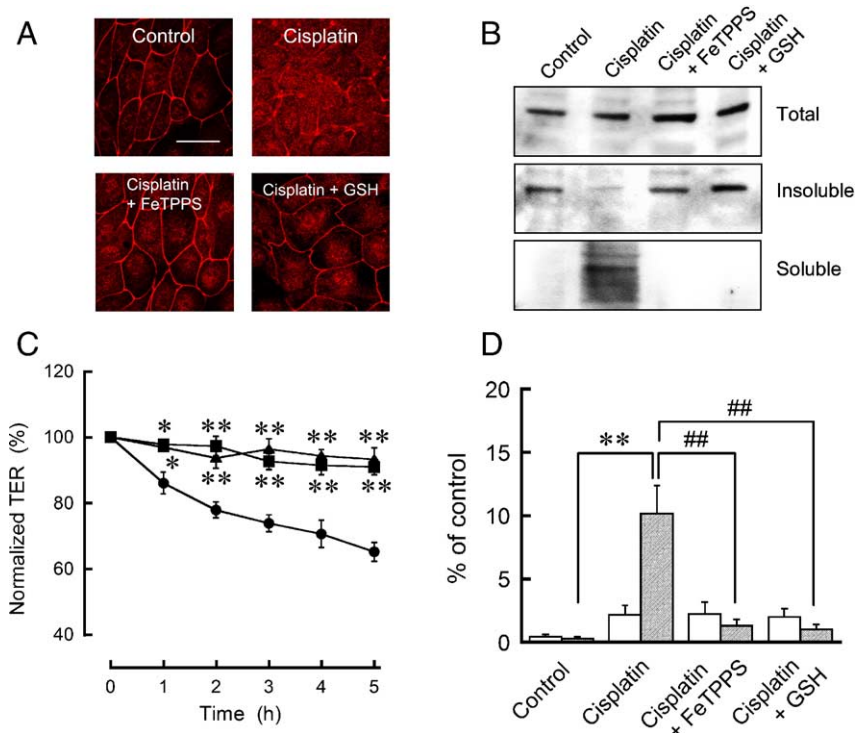 A
Control
Cisplatin
Cisplatin
+ FeTPPS
Cisplatin + GSH
B
Control
Cisplatin
Cisplatin
+ FeTPPS
Cisplatin
+ GSH
Total
Insoluble
Soluble
C
120
100
80
60
40
Normalized TER (%)
* ** ** ** **
* ** ** ** **
0 1 2 3 4 5
Time (h)
D
20
15
10
5
0
% of control
**
##
##
Control
Cisplatin
Cisplatin
+ FeTPPS
Cisplatin
+ GSH